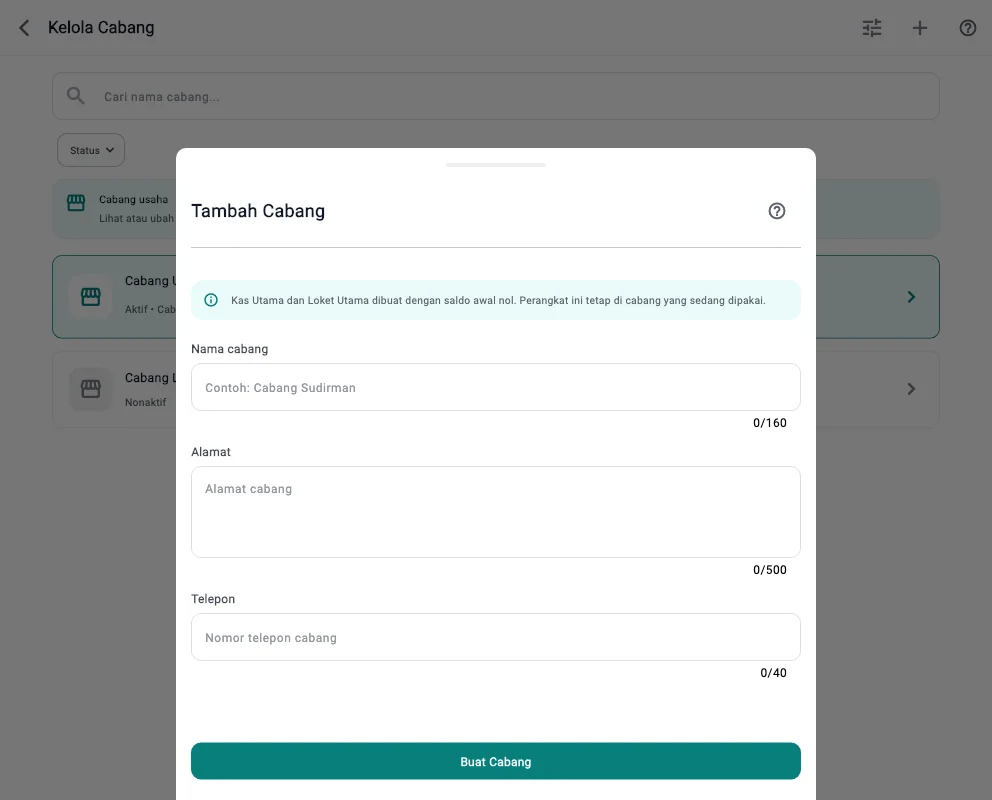 Kelola Cabang
Cari nama cabang...
Status
Cabang usaha
Lihat atau ubah
Cabang
Aktif • Cab
Cabang
Nonaktif
Tambah Cabang
Kas Utama dan Loket Utama dibuat dengan saldo awal nol. Perangkat ini tetap di cabang yang sedang dipakai.
Nama cabang
Contoh: Cabang Sudirman
0/160
Alamat
Alamat cabang
0/500
Telepon
Nomor telepon cabang
0/40
Buat Cabang